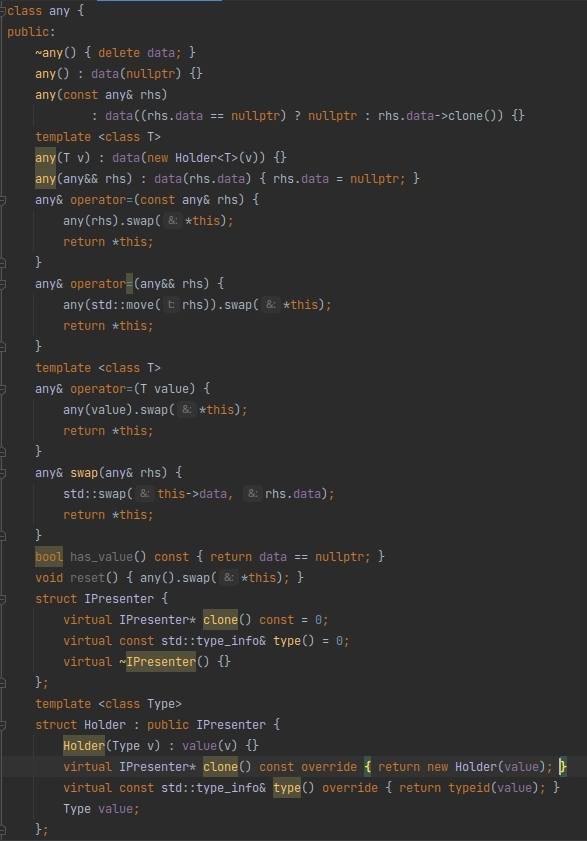 class any {
public:
    ~any() { delete data; }
    any() : data(nullptr) {}
    any(const any& rhs)
            : data((rhs.data == nullptr) ? nullptr : rhs.data->clone()) {}
    template <class T>
    any(T v) : data(new Holder<T>(v)) {}
    any(any&& rhs) : data(rhs.data) { rhs.data = nullptr; }
    any& operator=(const any& rhs) {
        any(rhs).swap( &: *this);
        return *this;
    }
    any& operator=(any&& rhs) {
        any(std::move( t: rhs)).swap( &: *this);
        return *this;
    }
    template <class T>
    any& operator=(T value) {
        any(value).swap( &: *this);
        return *this;
    }
    any& swap(any& rhs) {
        std::swap( &: this->data, &: rhs.data);
        return *this;
    }
    bool has_value() const { return data == nullptr; }
    void reset() { any().swap( &: *this); }
    struct IPresenter {
        virtual IPresenter* clone() const = 0;
        virtual const std::type_info& type() = 0;
        virtual ~IPresenter() {}
    };
    template <class Type>
    struct Holder : public IPresenter {
        Holder(Type v) : value(v) {}
        virtual IPresenter* clone() const override { return new Holder(value); }
        virtual const std::type_info& type() override { return typeid(value); }
        Type value;
    };